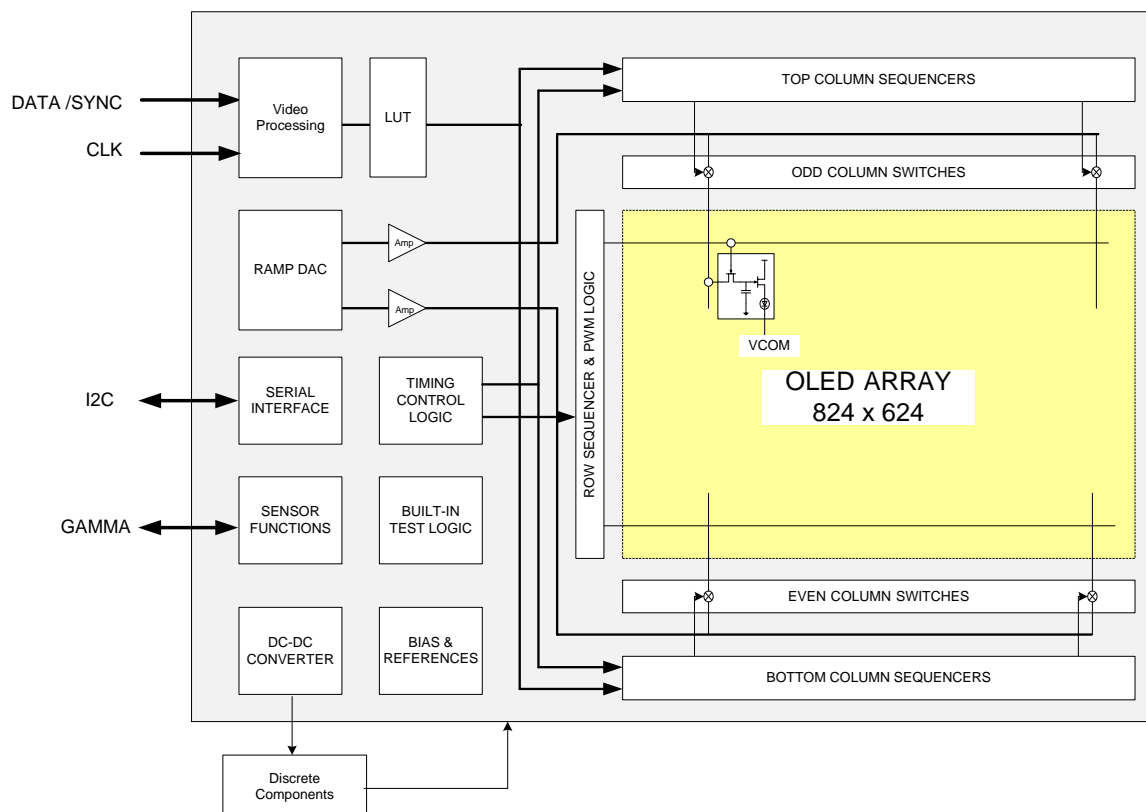 DATA /SYNC
CLK
Video
Processing
LUT
TOP COLUMN SEQUENCERS
ODD COLUMN SWITCHES
RAMP DAC
Amp
Amp
ROW SEQUENCER & PWM LOGIC
VCOM
OLED ARRAY
824 x 624
I2C
SERIAL
INTERFACE
TIMING
CONTROL
LOGIC
GAMMA
SENSOR
FUNCTIONS
BUILT-IN
TEST LOGIC
EVEN COLUMN SWITCHES
DC-DC
CONVERTER
BIAS &
REFERENCES
BOTTOM COLUMN SEQUENCERS
Discrete
Components